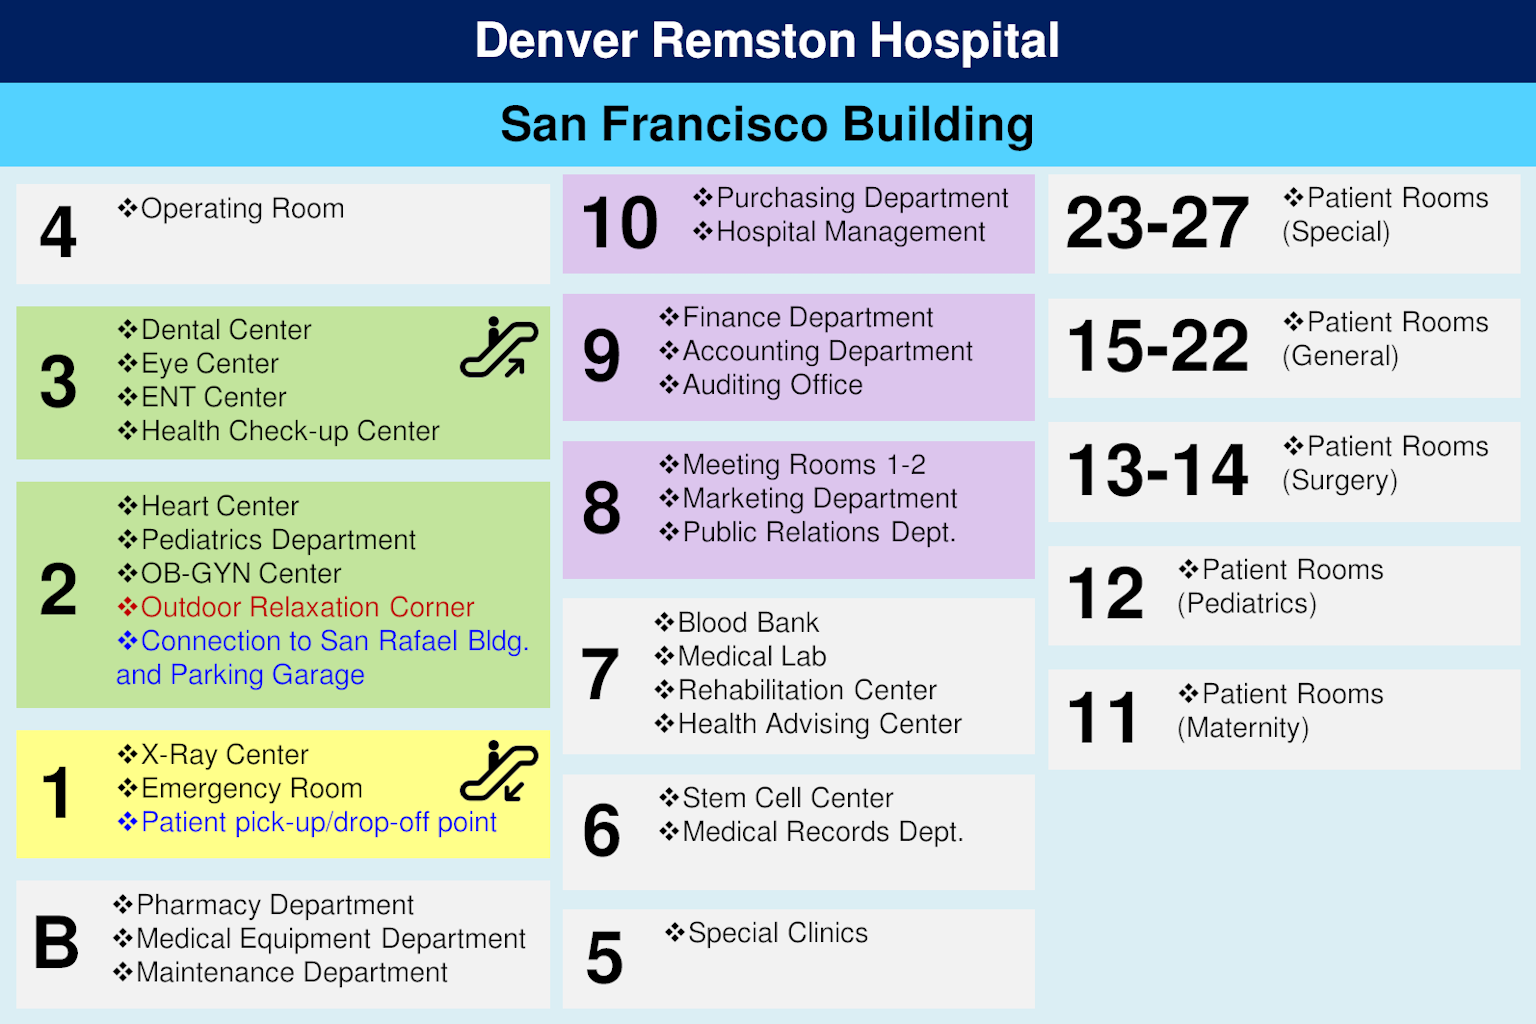 Denver Remston Hospital
San Francisco Building
4
❖Operating Room
3
❖Dental Center
❖Eye Center
❖ENT Center
❖Health Check-up Center
2
❖Heart Center
❖Pediatrics Department
❖OB-GYN Center
❖Outdoor Relaxation Corner
❖Connection to San Rafael Bldg.
and Parking Garage
1
❖X-Ray Center
❖Emergency Room
❖Patient pick-up/drop-off point
B
❖Pharmacy Department
❖Medical Equipment Department
❖Maintenance Department
10
❖Purchasing Department
❖Hospital Management
9
❖Finance Department
❖Accounting Department
❖Auditing Office
8
❖Meeting Rooms 1-2
❖Marketing Department
❖Public Relations Dept.
7
❖Blood Bank
❖Medical Lab
❖Rehabilitation Center
❖Health Advising Center
6
❖Stem Cell Center
❖Medical Records Dept.
5
❖Special Clinics
23-27
❖Patient Rooms
(Special)
15-22
❖Patient Rooms
(General)
13-14
❖Patient Rooms
(Surgery)
12
❖Patient Rooms
(Pediatrics)
11
❖Patient Rooms
(Maternity)